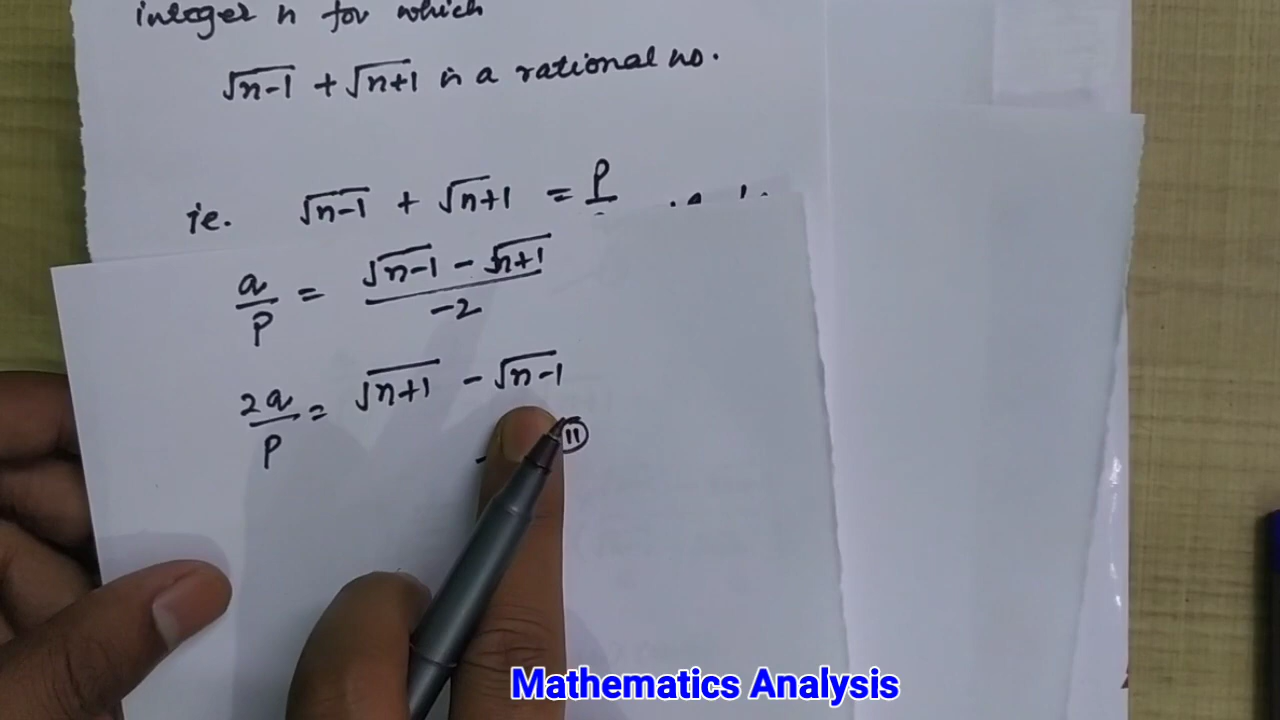 integer n for which
√n-1 + √n+1 is a rational no.
ie. √n-1 + √n+1 = P
a/P = √n-1 - √n+1 / -2
2a/P = √n+1 - √n-1
- 11
Mathematics Analysis